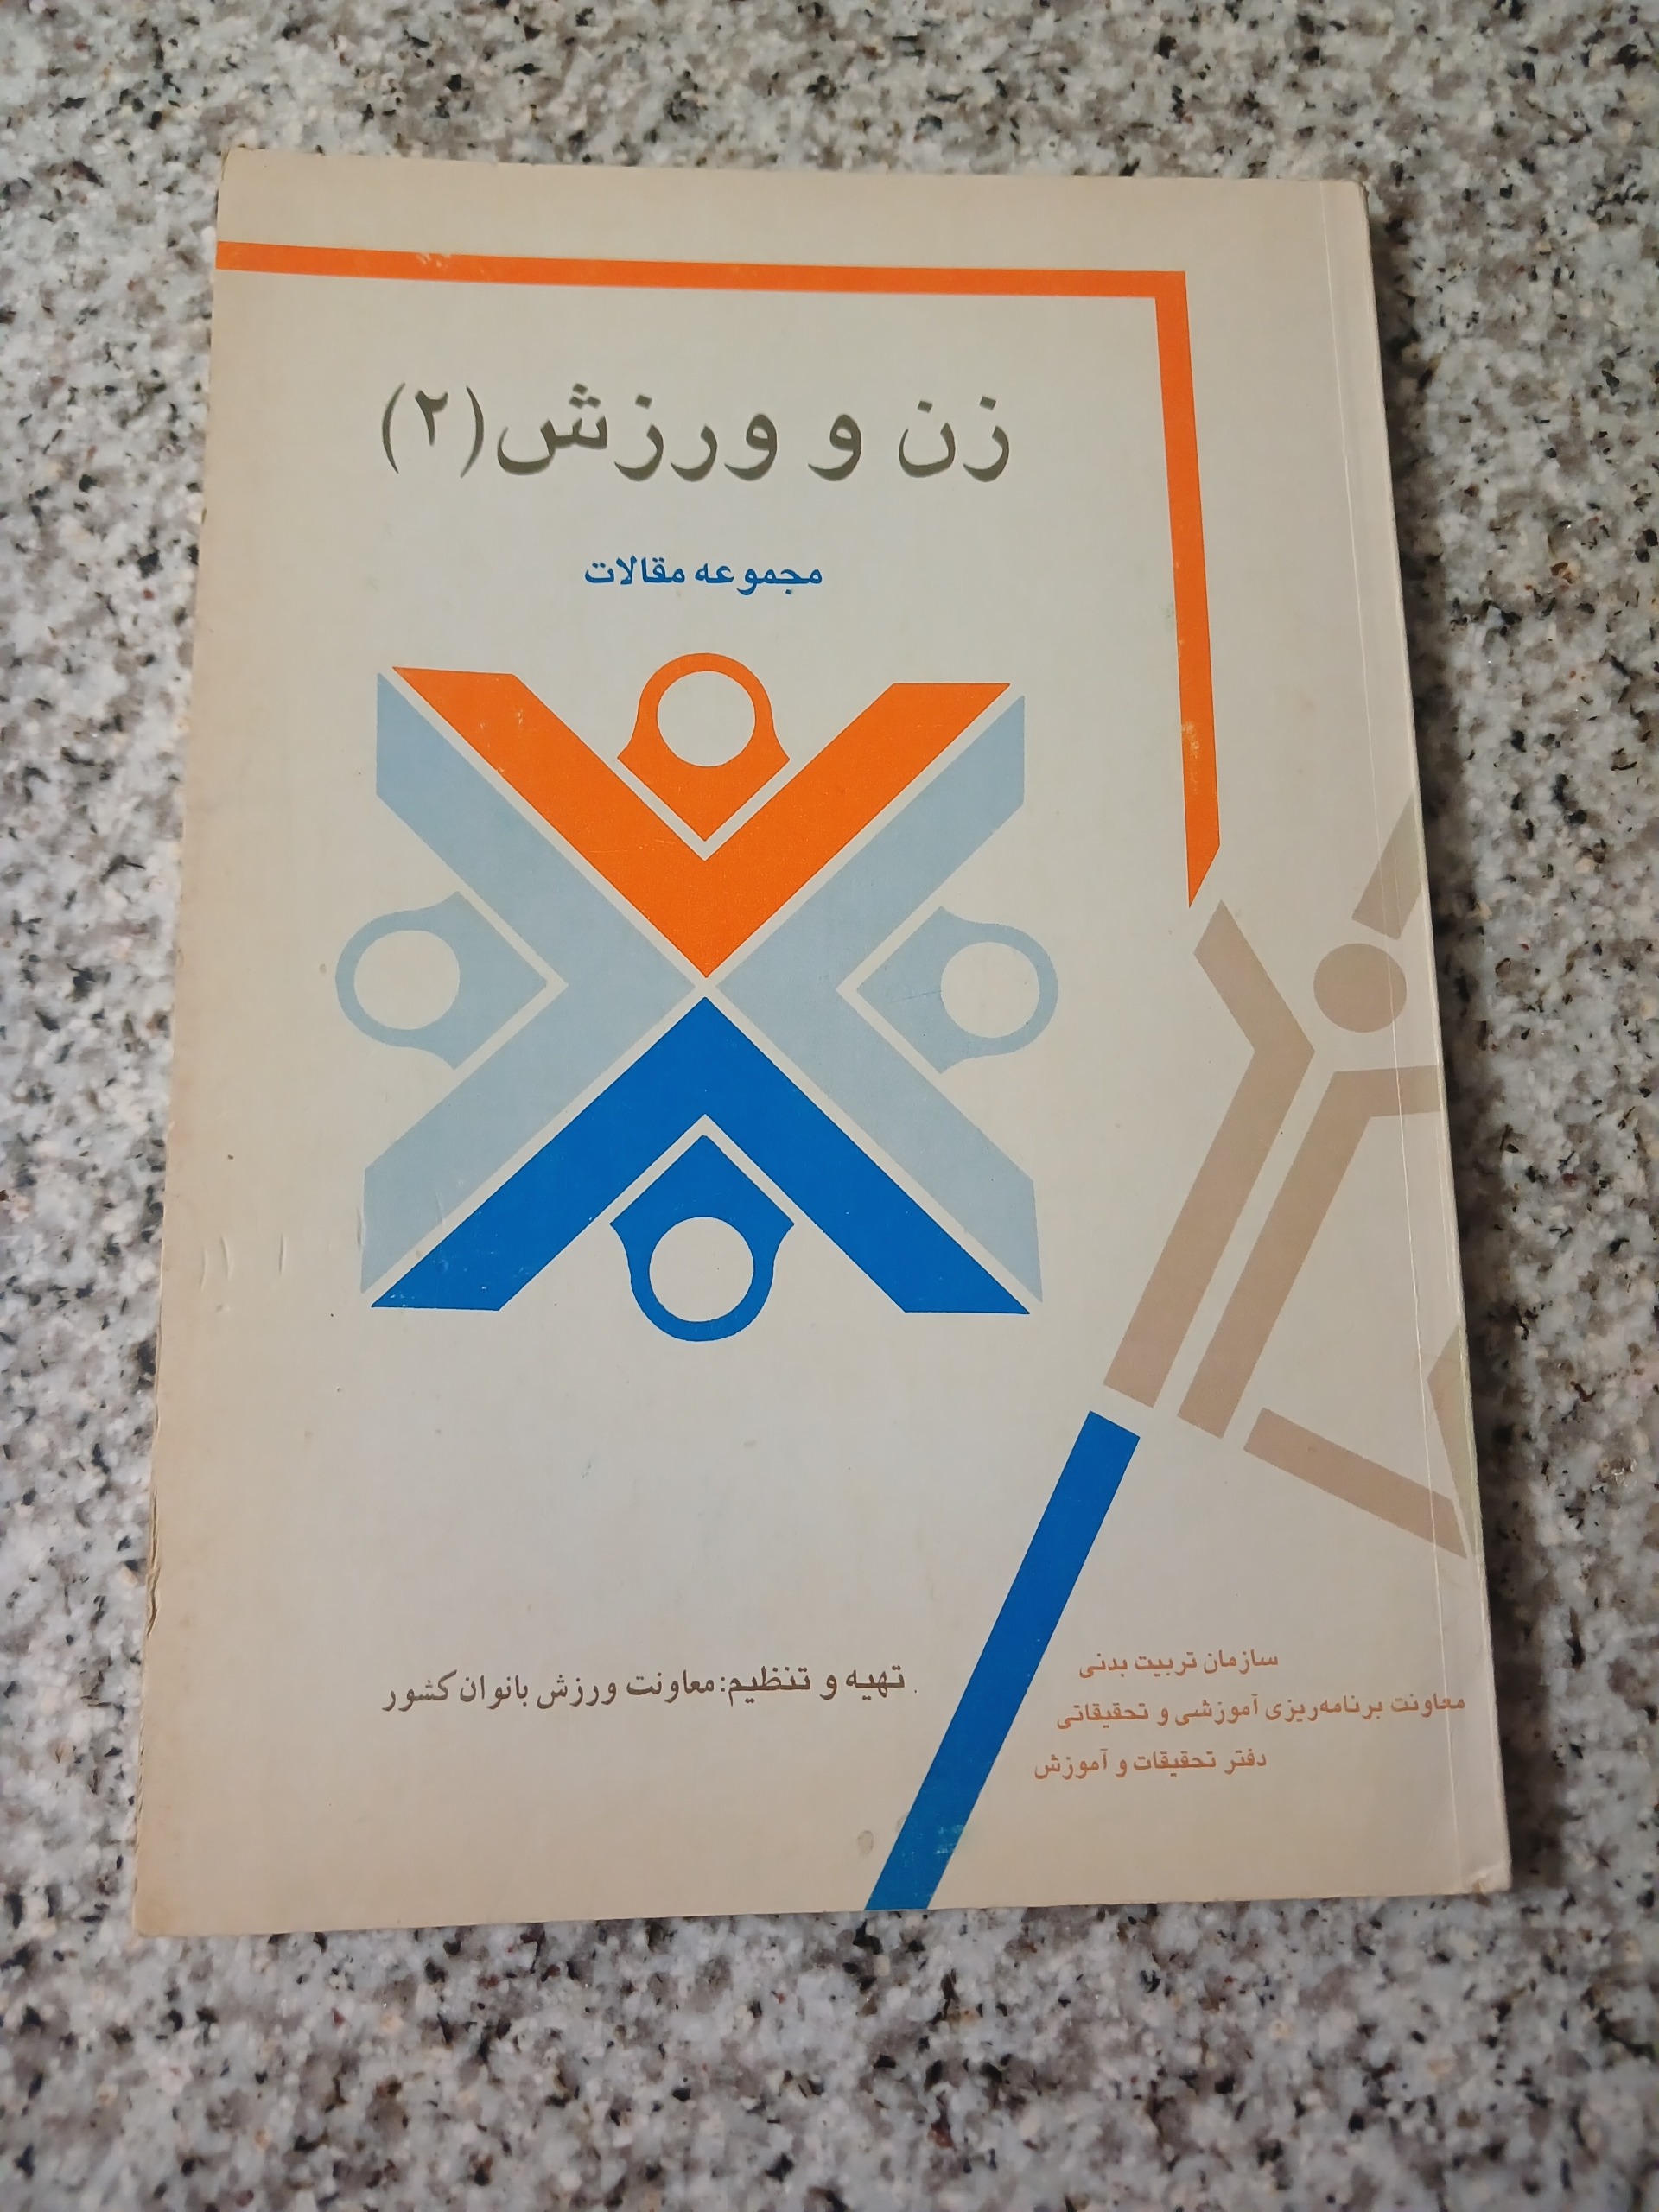 زن و ورزش (۲)
مجموعه مقالات
تهیه و تنظیم: معاونت ورزش بانوان کشور
سازمان تربیت بدنی
معاونت برنامه‌ریزی آموزشی و تحقیقاتی
دفتر تحقیقات و آموزش